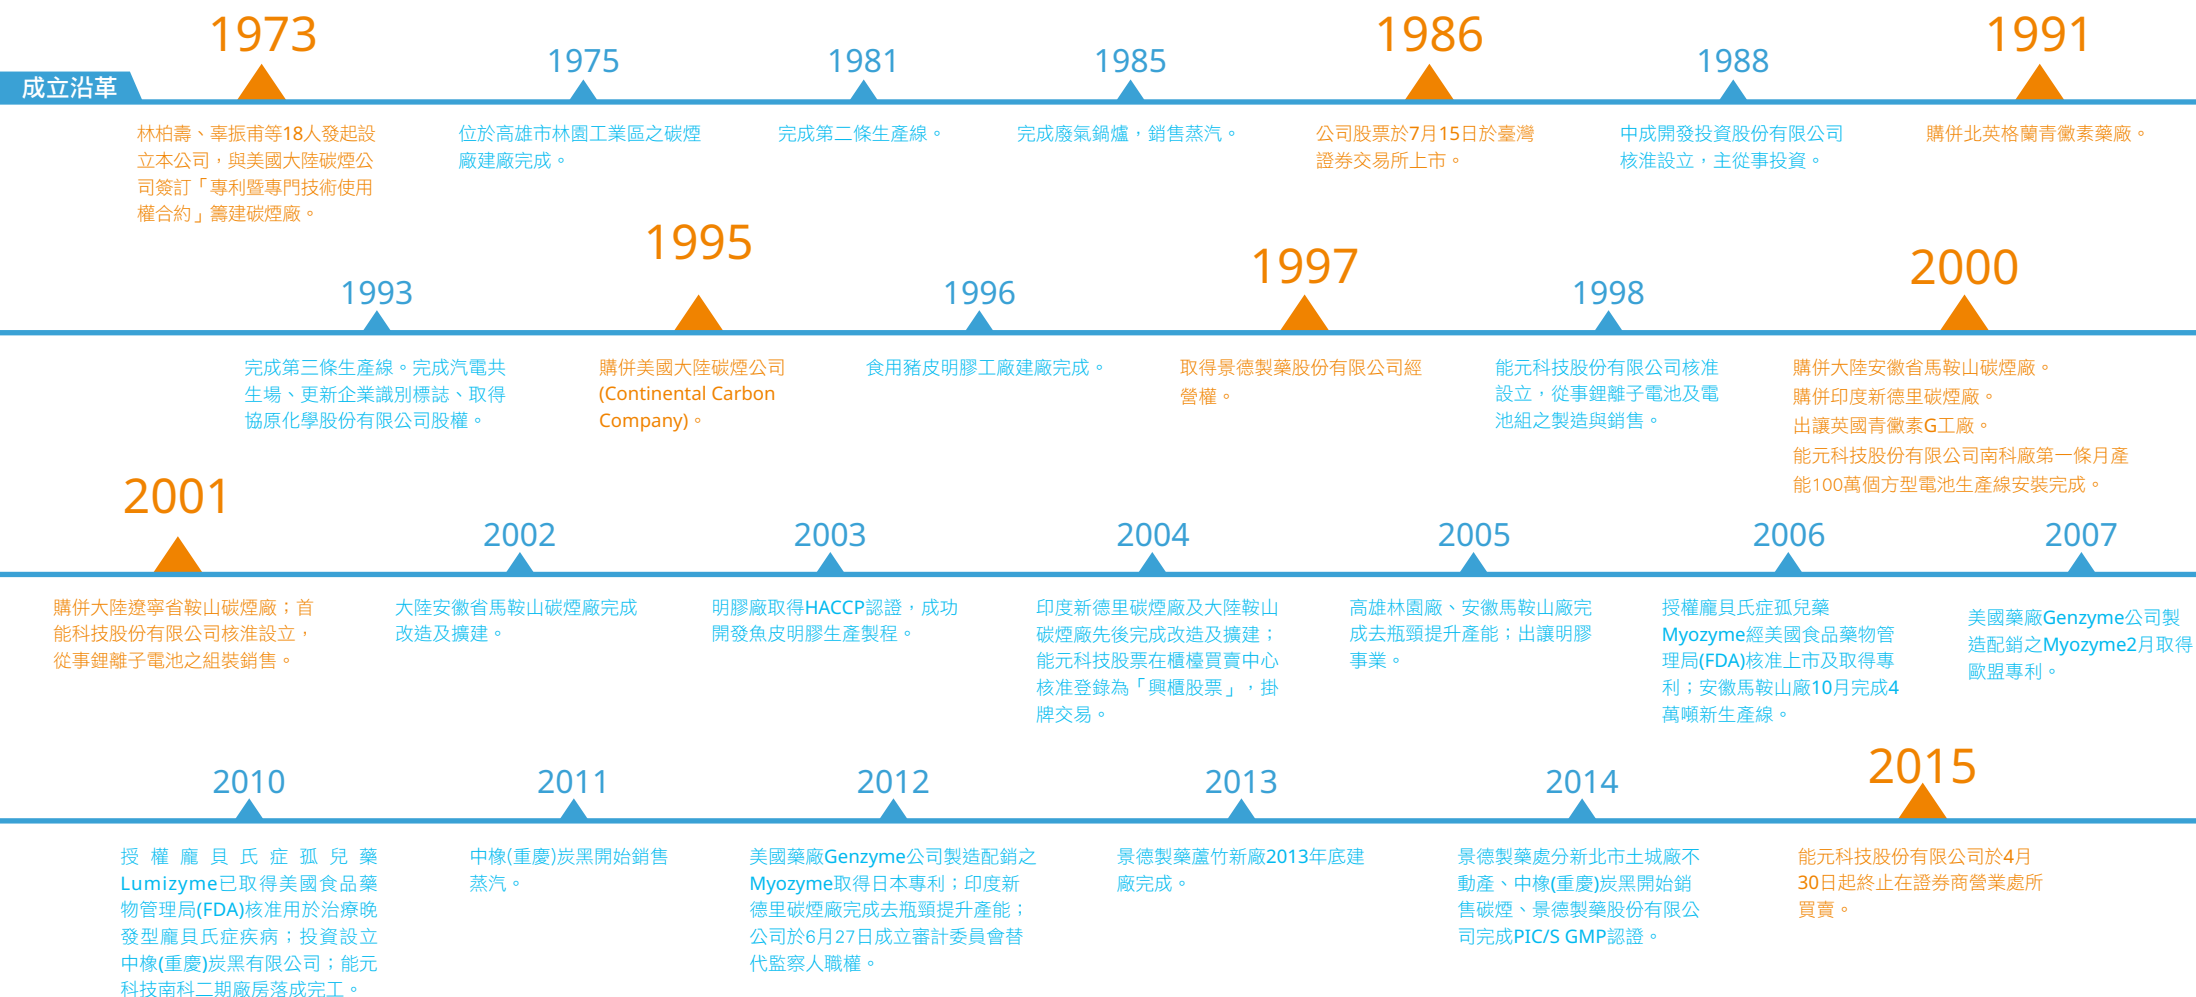 成立沿革
1973
林柏壽、辜振甫等18人發起設
立本公司，與美國大陸碳煙公
司簽訂「專利暨專門技術使用
權合約」籌建碳煙廠。
1975
位於高雄市林園工業區之碳煙
廠建廠完成。
1981
完成第二條生產線。
1985
完成廢氣鍋爐，銷售蒸汽。
1986
公司股票於7月15日於臺灣
證券交易所上市。
1988
中成開發投資股份有限公司
核淮設立，主從事投資。
1991
購併北英格蘭青黴素藥廠。
1993
完成第三條生產線。完成汽電共
生場、更新企業識別標誌、取得
協原化學股份有限公司股權。
1995
購併美國大陸碳煙公司
(Continental Carbon
Company)。
1996
食用豬皮明膠工廠建廠完成。
1997
取得景德製藥股份有限公司經
營權。
1998
能元科技股份有限公司核准
設立，從事鋰離子電池及電
池組之製造與銷售。
2000
購併大陸安徽省馬鞍山碳煙廠。
購併印度新德里碳煙廠。
出讓英國青黴素G工廠。
能元科技股份有限公司南科廠第一條月產
能100萬個方型電池生產線安裝完成。
2001
購併大陸遼寧省鞍山碳煙廠；首
能科技股份有限公司核淮設立，
從事鋰離子電池之組裝銷售。
2002
大陸安徽省馬鞍山碳煙廠完成
改造及擴建。
2003
明膠廠取得HACCP認證，成功
開發魚皮明膠生產製程。
2004
印度新德里碳煙廠及大陸鞍山
碳煙廠先後完成改造及擴建；
能元科技股票在櫃檯買賣中心
核准登錄為「興櫃股票」，掛
牌交易。
2005
高雄林園廠、安徽馬鞍山廠完
成去瓶頸提升產能；出讓明膠
事業。
2006
授權龐貝氏症孤兒藥
Myozyme經美國食品藥物管
理局(FDA)核准上市及取得專
利；安徽馬鞍山廠10月完成4
萬噸新生產線。
2007
美國藥廠Genzyme公司製
造配銷之Myozyme2月取得
歐盟專利。
2010
授權龐貝氏症孤兒藥
Lumizyme已取得美國食品藥
物管理局(FDA)核准用於治療晚
發型龐貝氏症疾病；投資設立
中橡(重慶)炭黑有限公司；能元
科技南科二期廠房落成完工。
2011
中橡(重慶)炭黑開始銷售
蒸汽。
2012
美國藥廠Genzyme公司製造配銷之
Myozyme取得日本專利；印度新
德里碳煙廠完成去瓶頸提升產能；
公司於6月27日成立審計委員會替
代監察人職權。
2013
景德製藥蘆竹新廠2013年底建
廠完成。
2014
景德製藥處分新北市土城廠不
動產、中橡(重慶)炭黑開始銷
售碳煙、景德製藥股份有限公
司完成PIC/S GMP認證。
2015
能元科技股份有限公司於4月
30日起終止在證券商營業處所
買賣。